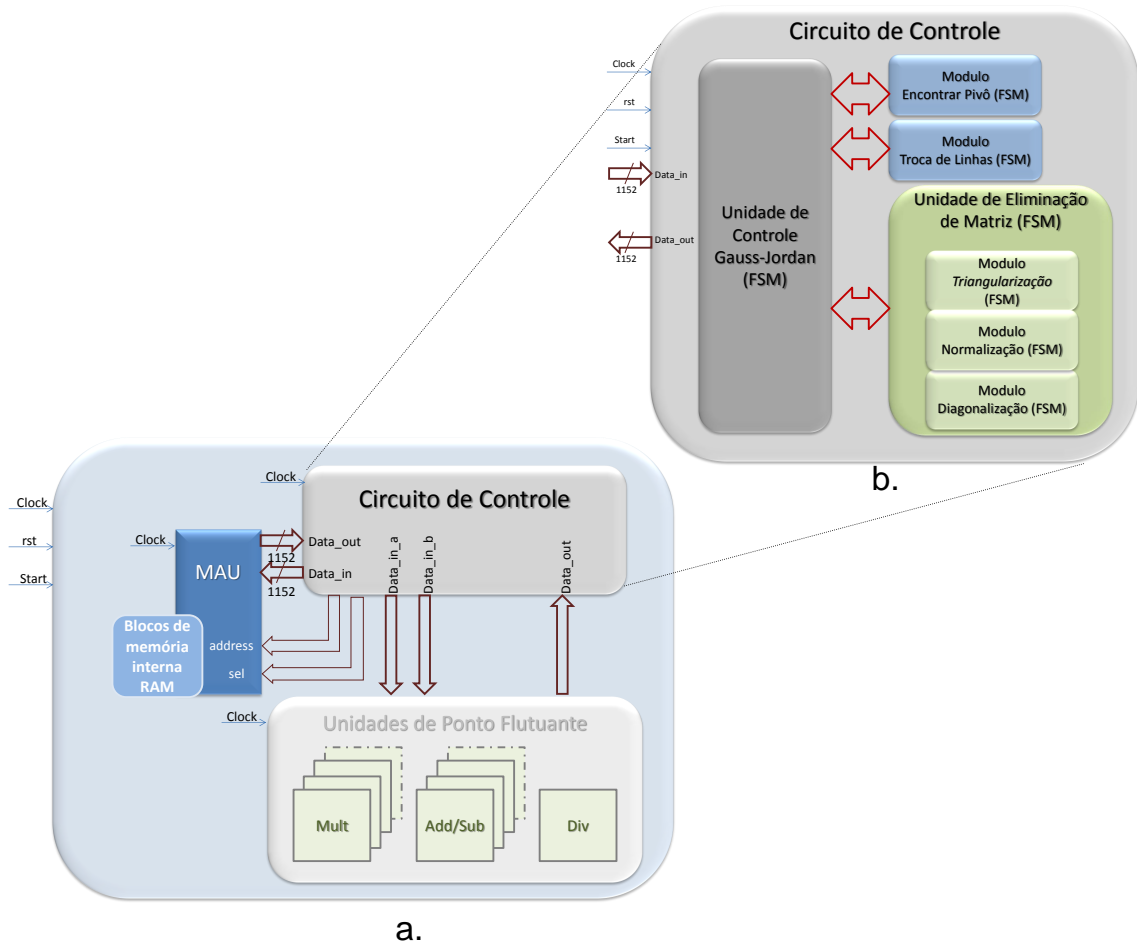 Circuito de Controle
Clock
rst
Start
Data_in
1152
Data_out
1152
Unidade de
Controle
Gauss-Jordan
(FSM)
Modulo
Encontrar Pivô (FSM)
Modulo
Troca de Linhas (FSM)
Unidade de Eliminação
de Matriz (FSM)
Modulo
Triangularização
(FSM)
Modulo
Normalização (FSM)
Modulo
Diagonalização (FSM)
b.
Clock
rst
Start
Clock
Circuito de Controle
Clock
MAU
1152
1152
Data_out
Data_in
Data_in_a
Data_in_b
Data_out
Blocos de
memória
interna
RAM
address
sel
Clock
Unidades de Ponto Flutuante
Mult
Add/Sub
Div
a.